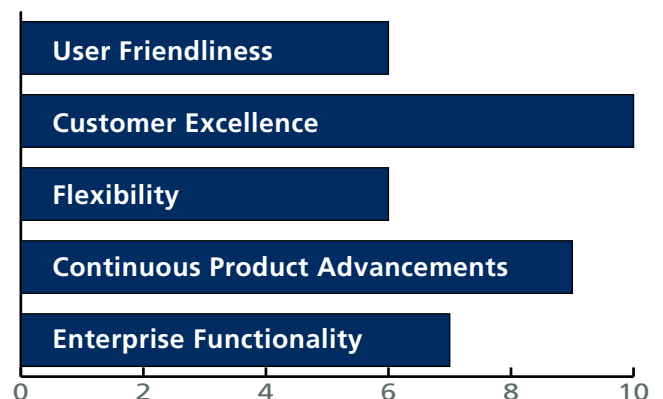 User Friendliness
Customer Excellence
Flexibility
Continuous Product Advancements
Enterprise Functionality
0 2 4 6 8 10